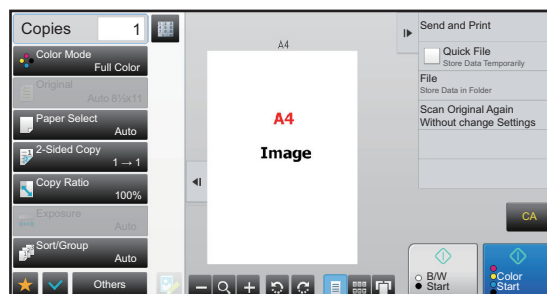 Copies 1
Color Mode
Full Color
Original
Auto 8½x11
Paper Select
Auto
2-Sided Copy
1 → 1
Copy Ratio
100%
Exposure
Auto
Sort/Group
Auto
Others
A4
A4
Image
Send and Print
Quick File
Store Data Temporarily
File
Store Data in Folder
Scan Original Again
Without change Settings
CA
B/W
Start
Color
Start